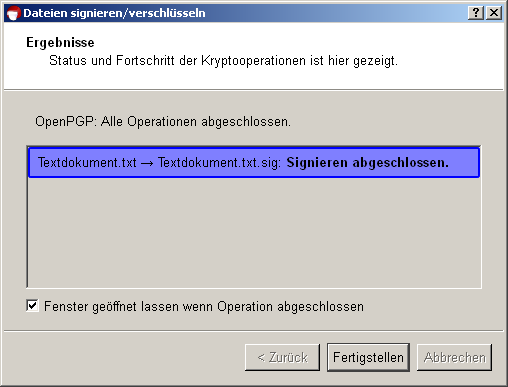 Dateien signieren/verschlüsseln
Ergebnisse
Status und Fortschritt der Kryptooperationen ist hier gezeigt.
OpenPGP: Alle Operationen abgeschlossen.
Textdokument.txt → Textdokument.txt.sig: Signieren abgeschlossen.
Fenster geöffnet lassen wenn Operation abgeschlossen
< Zurück
Fertigstellen
Abbrechen